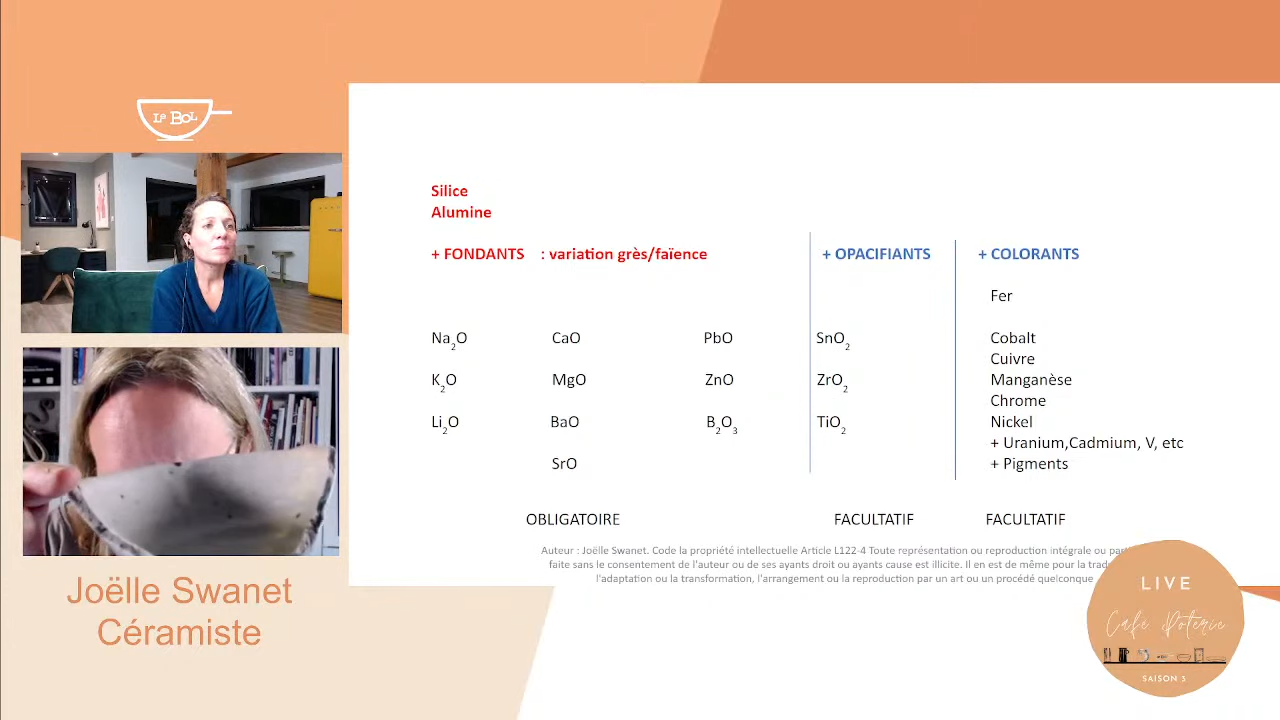 Le BoL
Silice
Alumine
+ FONDANTS : variation grès/faïence
+ OPACIFIANTS
+ COLORANTS
Fer
Na2O CaO PbO SnO2 Cobalt
Cuivre
K2O MgO ZnO ZrO2 Manganèse
Chrome
Li2O BaO B2O3 TiO2 Nickel
+ Uranium,Cadmium, V, etc
SrO + Pigments
OBLIGATOIRE FACULTATIF FACULTATIF
Auteur : Joëlle Swanet. Code la propriété intellectuelle Article L122-4 Toute représentation ou reproduction intégrale ou
faite sans le consentement de l'auteur ou de ses ayants droit ou ayants cause est illicite. Il en est de même pour la
l'adaptation ou la transformation, l'arrangement ou la reproduction par un art ou un procédé quelconque
Joëlle Swanet
Céramiste
LIVE
Café Poterie
SAISON 3